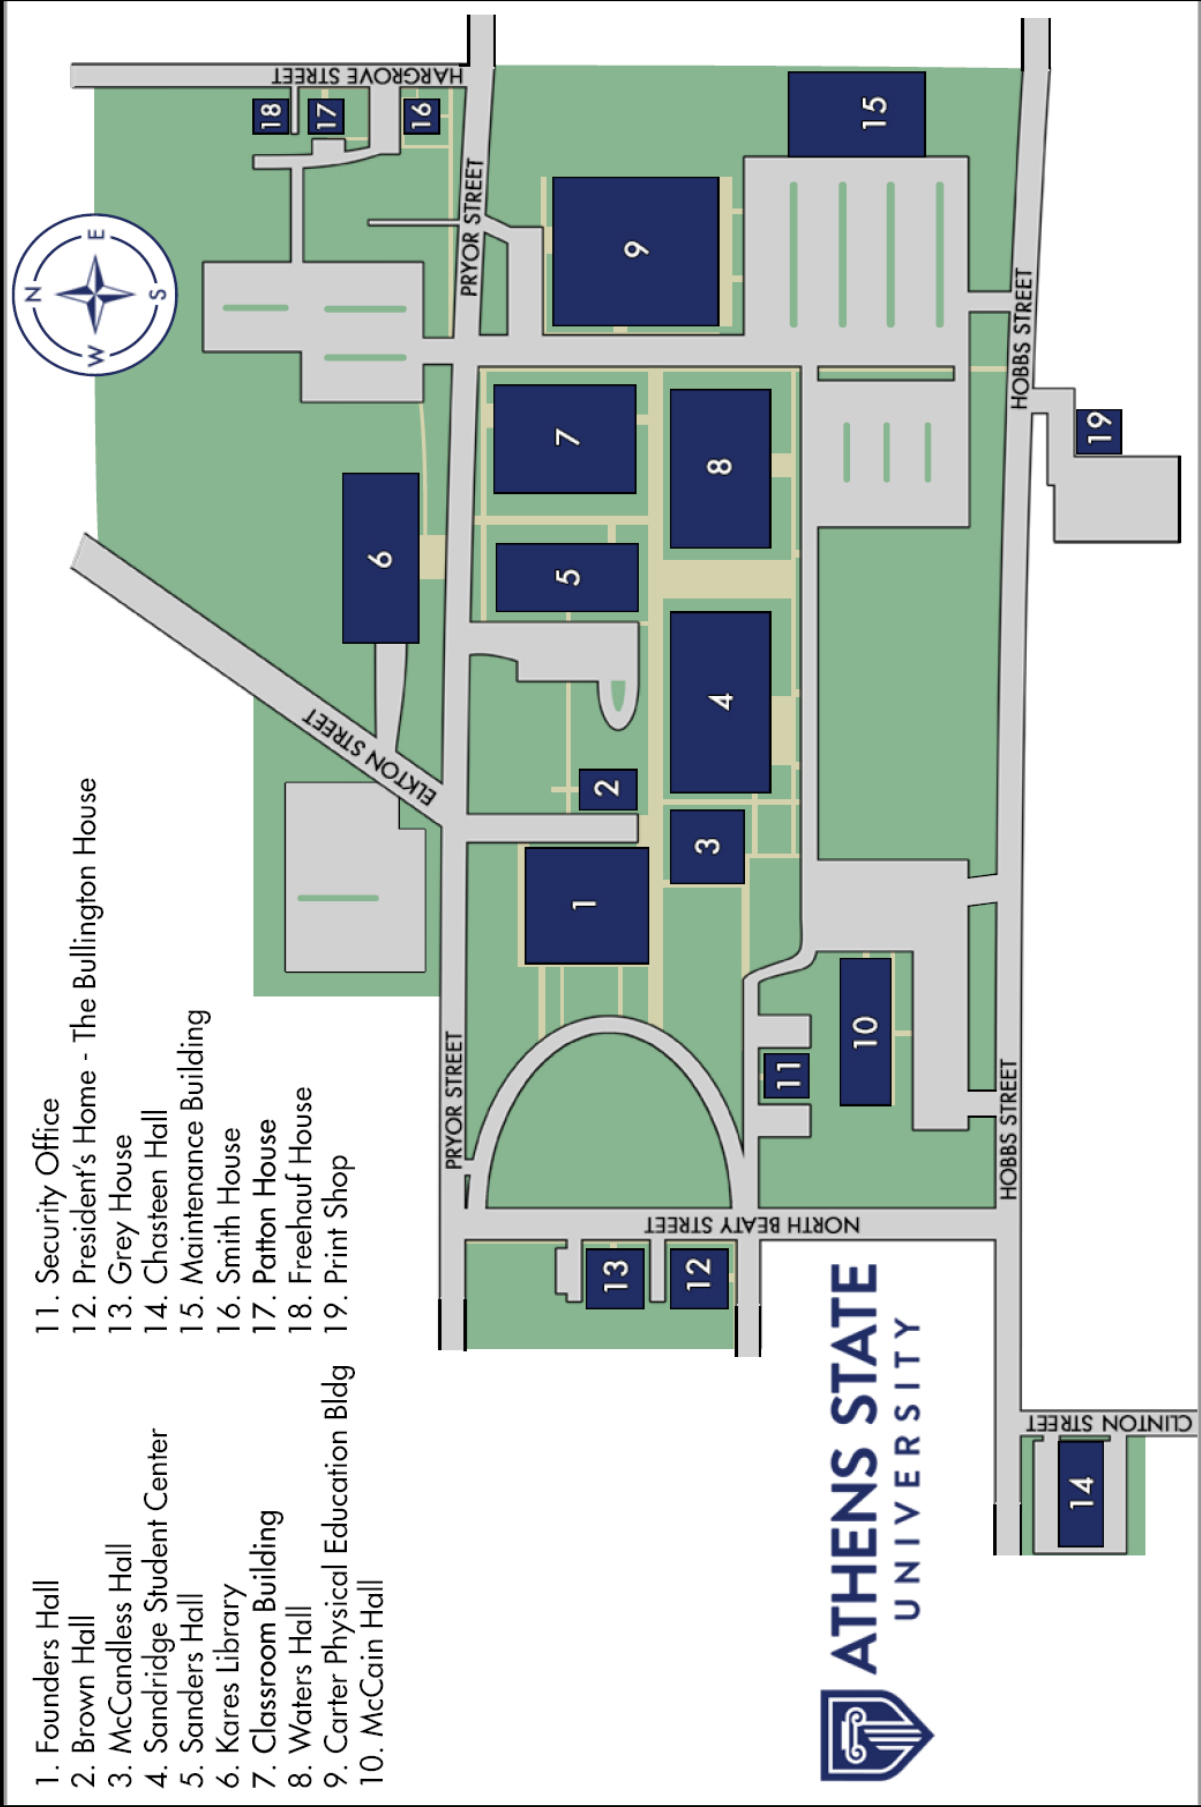 1. Founders Hall
2. Brown Hall
3. McCandless Hall
4. Sandridge Student Center
5. Sanders Hall
6. Kares Library
7. Classroom Building
8. Waters Hall
9. Carter Physical Education Bldg
10. McCain Hall
11. Security Office
12. President's Home - The Bullington House
13. Grey House
14. Chasteen Hall
15. Maintenance Building
16. Smith House
17. Patton House
18. Freehauf House
19. Print Shop
N
E
S
W
HARGROVE STREET
18
17
16
PRYOR STREET
15
9
HOBBS STREET
19
7
8
6
5
4
ELKTON STREET
2
3
1
10
11
PRYOR STREET
HOBBS STREET
NORTH BEATY STREET
13
12
CLINTON STREET
14
ATHENS STATE
UNIVERSITY